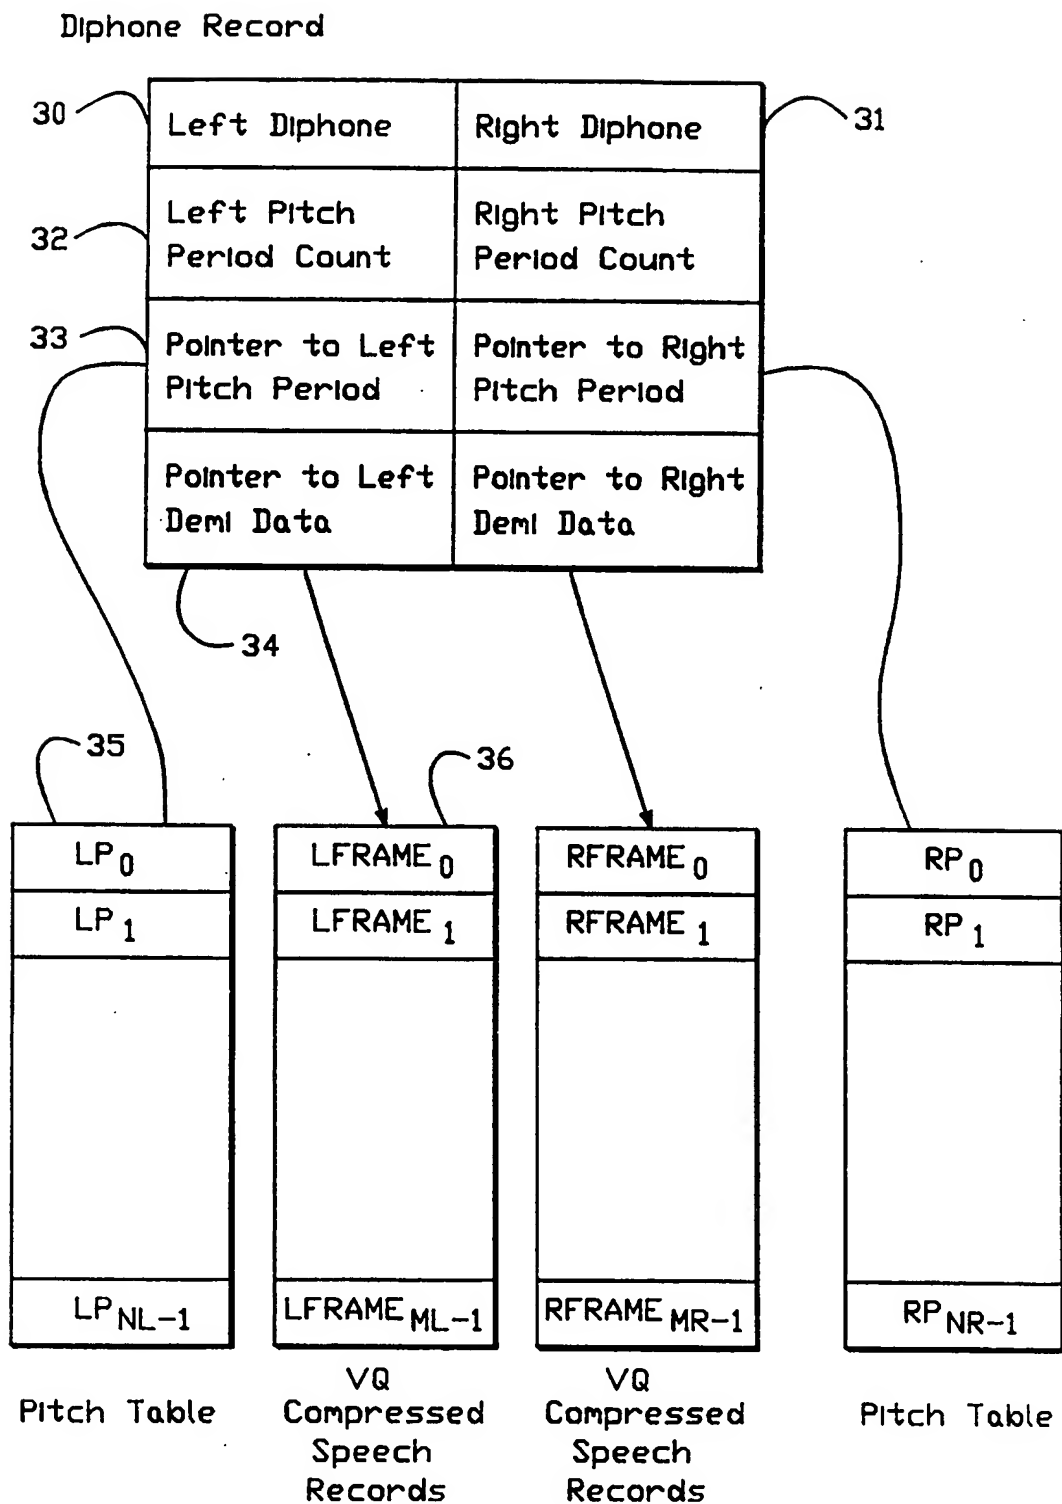 Diphone Record
30
Left Diphone
Right Diphone
31
32
Left Pitch
Period Count
Right Pitch
Period Count
33
Pointer to Left
Pitch Period
Pointer to Right
Pitch Period
Pointer to Left
Demi Data
Pointer to Right
Demi Data
34
35
36
LP0
LFRAME0
RFRAME0
RP0
LP1
LFRAME1
RFRAME1
RP1
LPNL-1
LFRAMEML-1
RFRAMEMR-1
RPNR-1
Pitch Table
VQ
Compressed
Speech
Records
VQ
Compressed
Speech
Records
Pitch Table